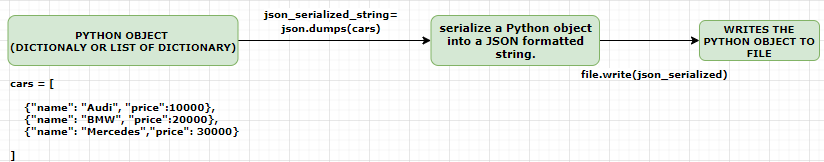 PYTHON OBJECT
(DICTIONALY OR LIST OF DICTIONARY)
json_serialized_string=
json.dumps(cars)
serialize a Python object
into a JSON formatted
string.
file.write(json_serialized)
WRITES THE
PYTHON OBJECT TO
FILE
cars = [
{"name": "Audi", "price":10000},
{"name": "BMW", "price":20000},
{"name": "Mercedes","price": 30000}
]